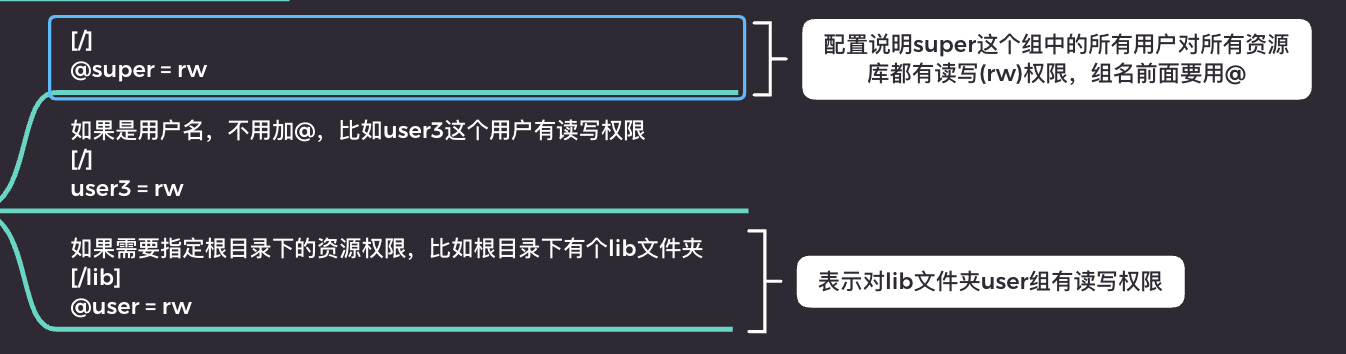 [/]
@super = rw
配置说明super这个组中的所有用户对所有资源
库都有读写(rw)权限，组名前面要用@
如果是用户名，不用加@，比如user3这个用户有读写权限
[/]
user3 = rw
如果需要指定根目录下的资源权限，比如根目录下有个lib文件夹
[/lib]
@user = rw
表示对lib文件夹user组有读写权限